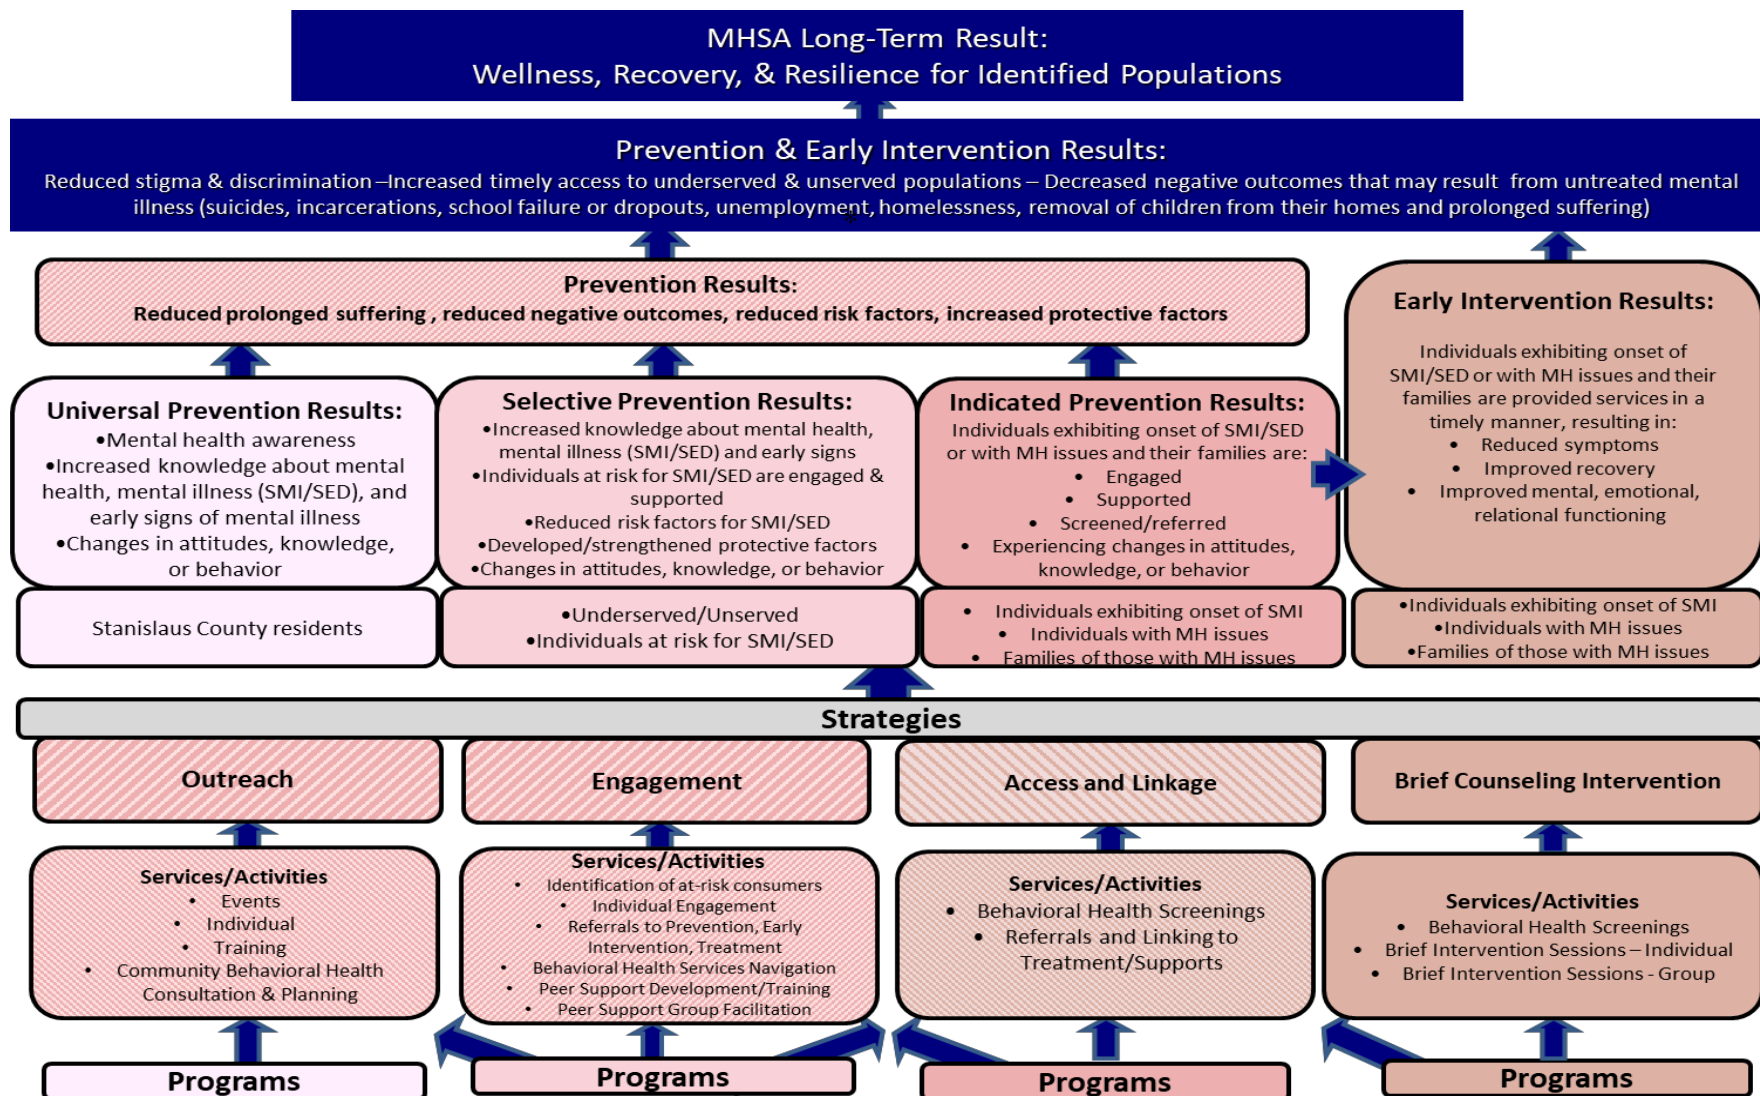 MHSA Long-Term Result:
Wellness, Recovery, & Resilience for Identified Populations
Prevention & Early Intervention Results:
Reduced stigma & discrimination –Increased timely access to underserved & unserved populations – Decreased negative outcomes that may result from untreated mental
illness (suicides, incarcerations, school failure or dropouts, unemployment, homelessness, removal of children from their homes and prolonged suffering)
*
Prevention Results:
Reduced prolonged suffering , reduced negative outcomes, reduced risk factors, increased protective factors
Early Intervention Results:
Individuals exhibiting onset of
SMI/SED or with MH issues and their
families are provided services in a
timely manner, resulting in:
• Reduced symptoms
• Improved recovery
• Improved mental, emotional,
relational functioning
Universal Prevention Results:
•Mental health awareness
•Increased knowledge about mental
health, mental illness (SMI/SED), and
early signs of mental illness
•Changes in attitudes, knowledge,
or behavior
Selective Prevention Results:
•Increased knowledge about mental health,
mental illness (SMI/SED) and early signs
•Individuals at risk for SMI/SED are engaged &
supported
•Reduced risk factors for SMI/SED
•Developed/strengthened protective factors
•Changes in attitudes, knowledge, or behavior
Indicated Prevention Results:
Individuals exhibiting onset of SMI/SED
or with MH issues and their families are:
• Engaged
• Supported
• Screened/referred
• Experiencing changes in attitudes,
knowledge, or behavior
Stanislaus County residents
•Underserved/Unserved
•Individuals at risk for SMI/SED
• Individuals exhibiting onset of SMI
• Individuals with MH issues
• Families of those with MH issues
•Individuals exhibiting onset of SMI
•Individuals with MH issues
•Families of those with MH issues
Strategies
Outreach
Engagement
Access and Linkage
Brief Counseling Intervention
Services/Activities
• Events
• Individual
• Training
• Community Behavioral Health
Consultation & Planning
Services/Activities
• Identification of at-risk consumers
• Individual Engagement
• Referrals to Prevention, Early
Intervention, Treatment
• Behavioral Health Services Navigation
• Peer Support Development/Training
• Peer Support Group Facilitation
Services/Activities
• Behavioral Health Screenings
• Referrals and Linking to
Treatment/Supports
Services/Activities
• Behavioral Health Screenings
• Brief Intervention Sessions – Individual
• Brief Intervention Sessions - Group
Programs
Programs
Programs
Programs